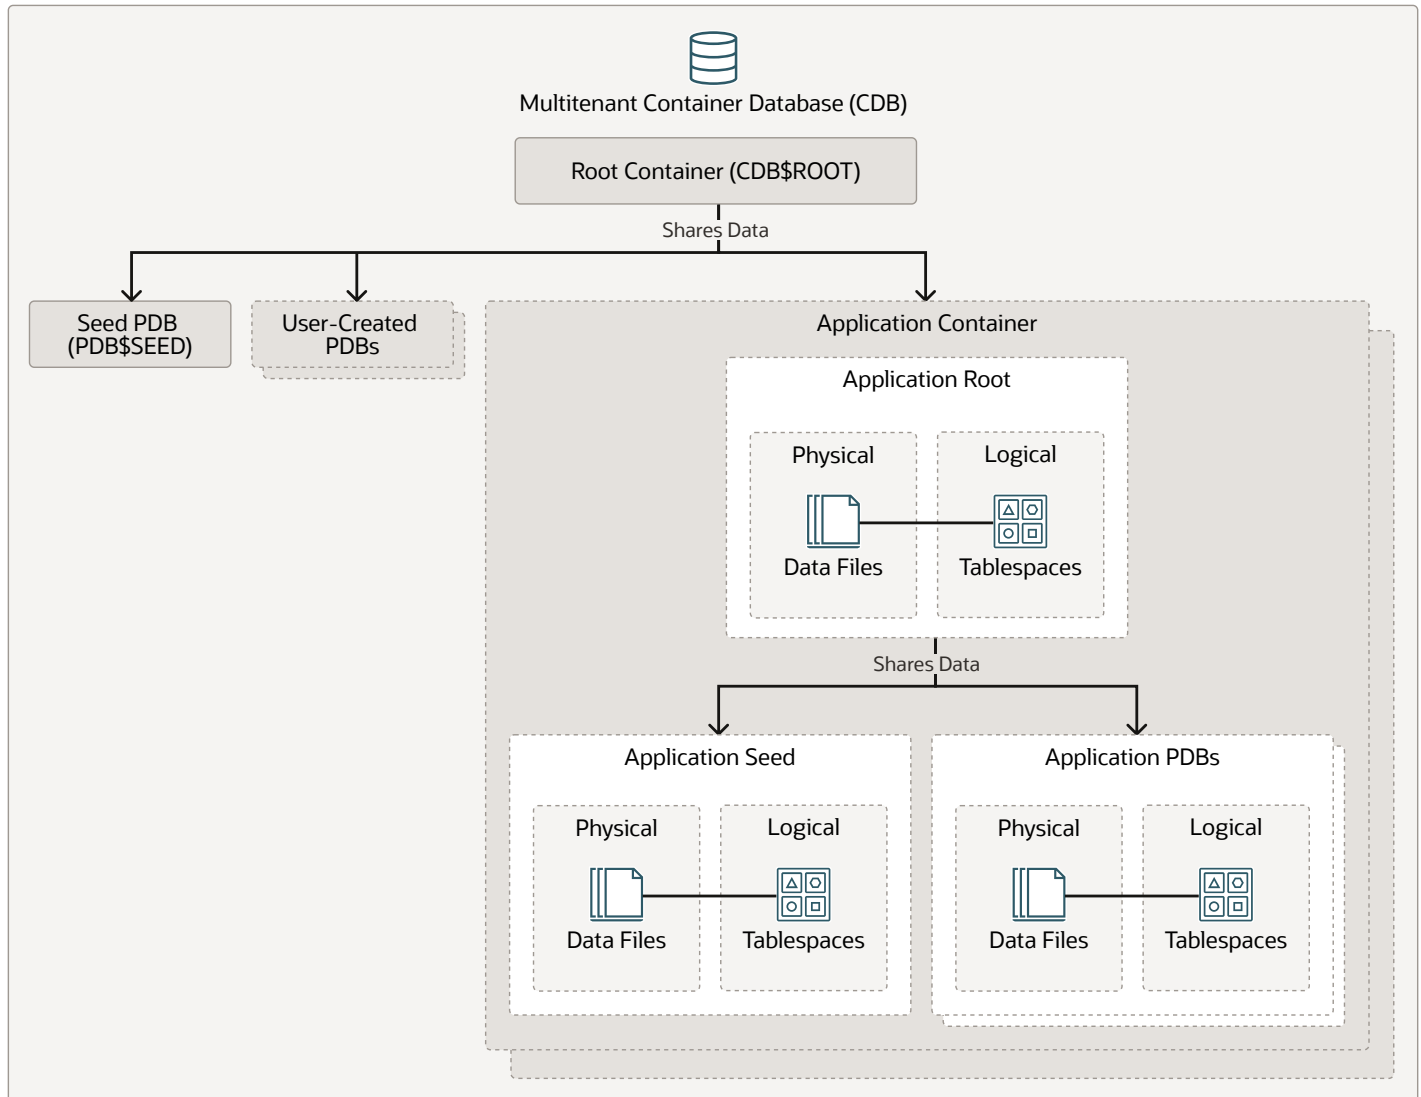 Multitenant Container Database (CDB)
Root Container (CDB$ROOT)
Shares Data
Seed PDB
(PDB$SEED)
User-Created
PDBs
Application Container
Application Root
Physical
Logical
Data Files
Tablespaces
Shares Data
Application Seed
Physical
Logical
Data Files
Tablespaces
Application PDBs
Physical
Logical
Data Files
Tablespaces